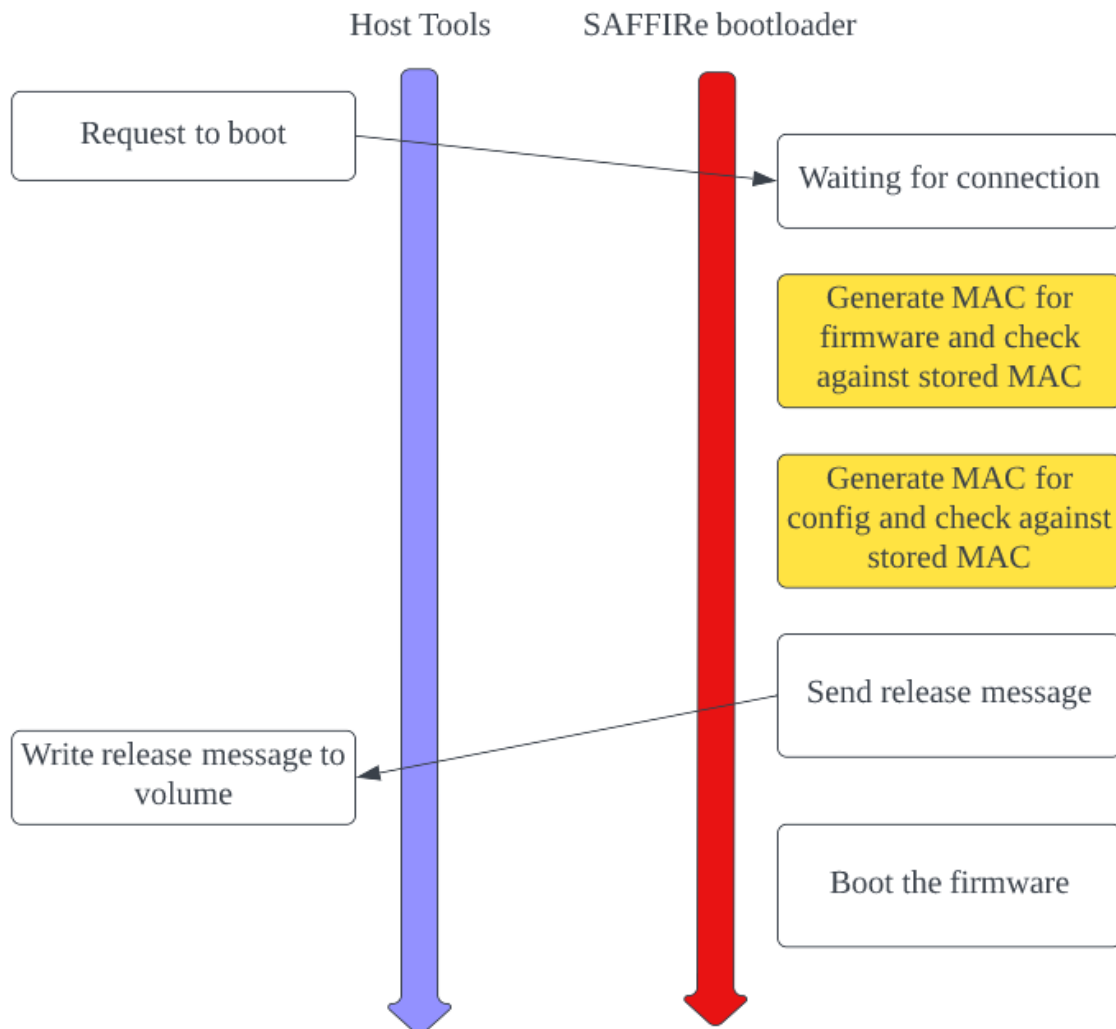 Host Tools
SAFFIRe bootloader
Request to boot
Waiting for connection
Generate MAC for
firmware and check
against stored MAC
Generate MAC for
config and check against
stored MAC
Send release message
Write release message to
volume
Boot the firmware